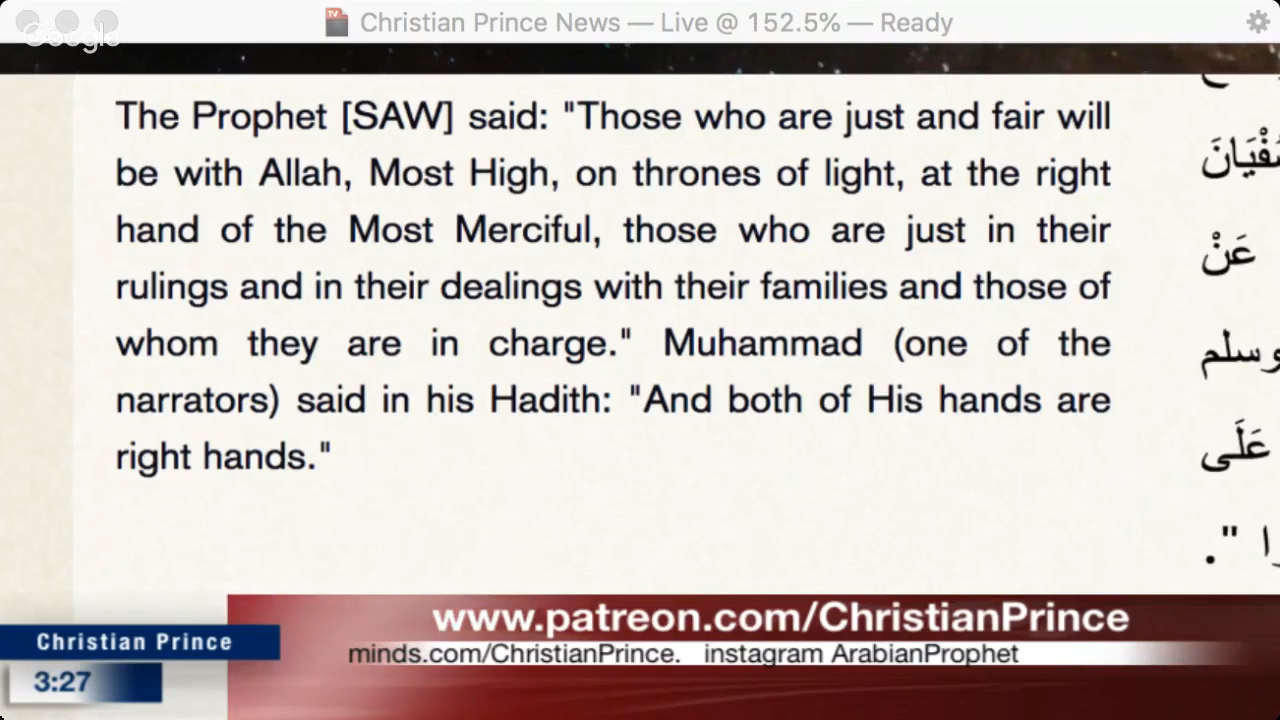 Christian Prince News — Live @ 152.5% — Ready
Google
The Prophet [SAW] said: "Those who are just and fair will
be with Allah, Most High, on thrones of light, at the right
hand of the Most Merciful, those who are just in their
rulings and in their dealings with their families and those of
whom they are in charge." Muhammad (one of the
narrators) said in his Hadith: "And both of His hands are
right hands."
عَنْ
وسلم
عَلَى
www.patreon.com/ChristianPrince
Christian Prince
minds.com/ChristianPrince. instagram ArabianProphet
3:27